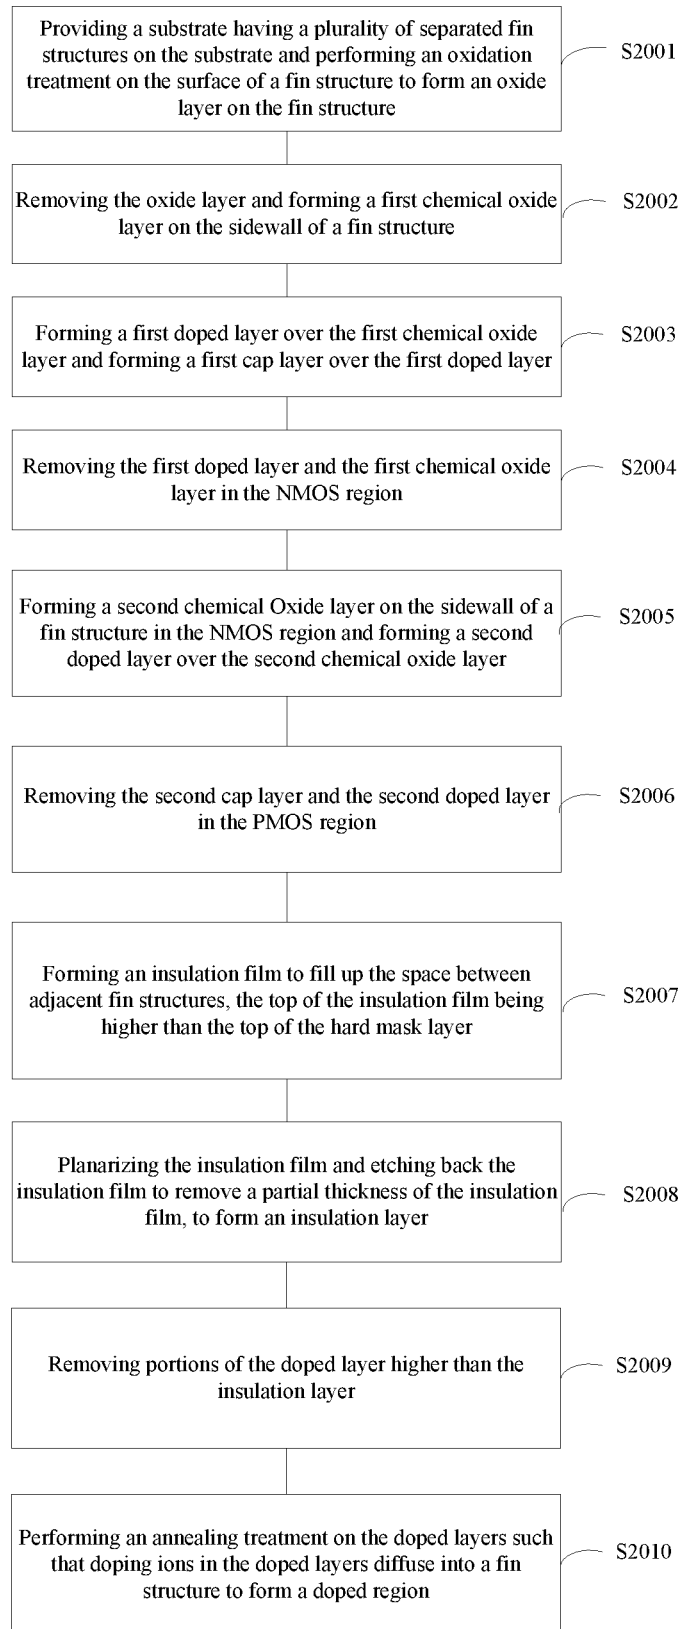 Providing a substrate having a plurality of separated fin
structures on the substrate and performing an oxidation
treatment on the surface of a fin structure to form an oxide
layer on the fin structure
S2001
Removing the oxide layer and forming a first chemical oxide
layer on the sidewall of a fin structure
S2002
Forming a first doped layer over the first chemical oxide
layer and forming a first cap layer over the first doped layer
S2003
Removing the first doped layer and the first chemical oxide
layer in the NMOS region
S2004
Forming a second chemical Oxide layer on the sidewall of a
fin structure in the NMOS region and forming a second
doped layer over the second chemical oxide layer
S2005
Removing the second cap layer and the second doped layer
in the PMOS region
S2006
Forming an insulation film to fill up the space between
adjacent fin structures, the top of the insulation film being
higher than the top of the hard mask layer
S2007
Planarizing the insulation film and etching back the
insulation film to remove a partial thickness of the insulation
film, to form an insulation layer
S2008
Removing portions of the doped layer higher than the
insulation layer
S2009
Performing an annealing treatment on the doped layers such
that doping ions in the doped layers diffuse into a fin
structure to form a doped region
S2010